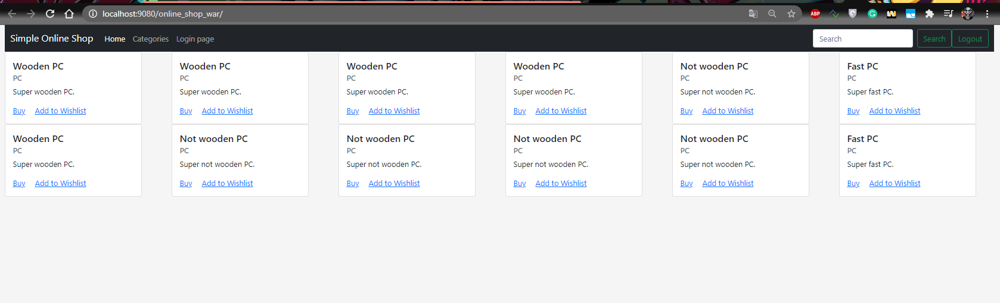 localhost:9080/online_shop_war/
ABP
Simple Online Shop Home Categories Login page Search Search Logout
Wooden PC Wooden PC Wooden PC Wooden PC Not wooden PC Fast PC
PC PC PC PC PC PC
Super wooden PC. Super wooden PC. Super wooden PC. Super wooden PC. Super not wooden PC. Super fast PC.
Buy Add to Wishlist Buy Add to Wishlist Buy Add to Wishlist Buy Add to Wishlist Buy Add to Wishlist Buy Add to Wishlist
Wooden PC Not wooden PC Not wooden PC Not wooden PC Not wooden PC Fast PC
PC PC PC PC PC PC
Super wooden PC. Super not wooden PC. Super not wooden PC. Super not wooden PC. Super not wooden PC. Super fast PC.
Buy Add to Wishlist Buy Add to Wishlist Buy Add to Wishlist Buy Add to Wishlist Buy Add to Wishlist Buy Add to Wishlist